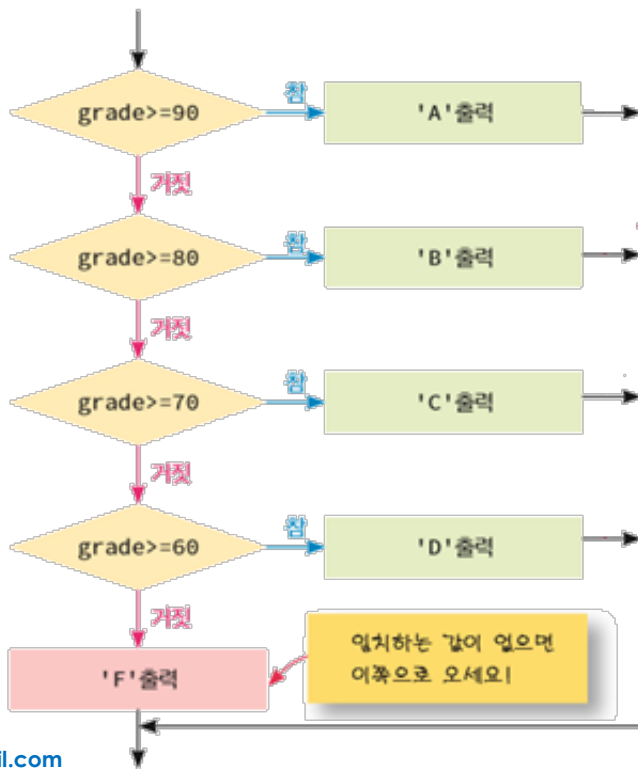 grade>=90
참
'A'출력
거짓
grade>=80
참
'B'출력
거짓
grade>=70
참
'C'출력
거짓
grade>=60
참
'D'출력
거짓
'F'출력
일치하는 값이 없으면
이쪽으로 오세요!
il.com